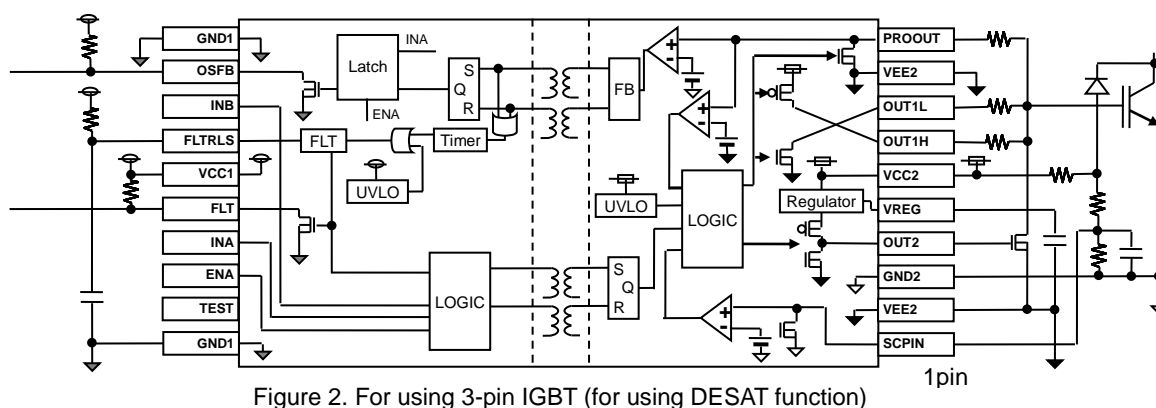 GND1
OSFB
INB
FLTRLS
VCC1
FLT
INA
ENA
TEST
GND1
Latch
INA
ENA
S
Q
R
FLT
Timer
UVLO
LOGIC
FB
+
-
+
-
UVLO
LOGIC
Regulator
S
Q
R
+
-
PROOUT
VEE2
OUT1L
OUT1H
VCC2
VREG
OUT2
GND2
VEE2
SCPIN
1pin
Figure 2. For using 3-pin IGBT (for using DESAT function)